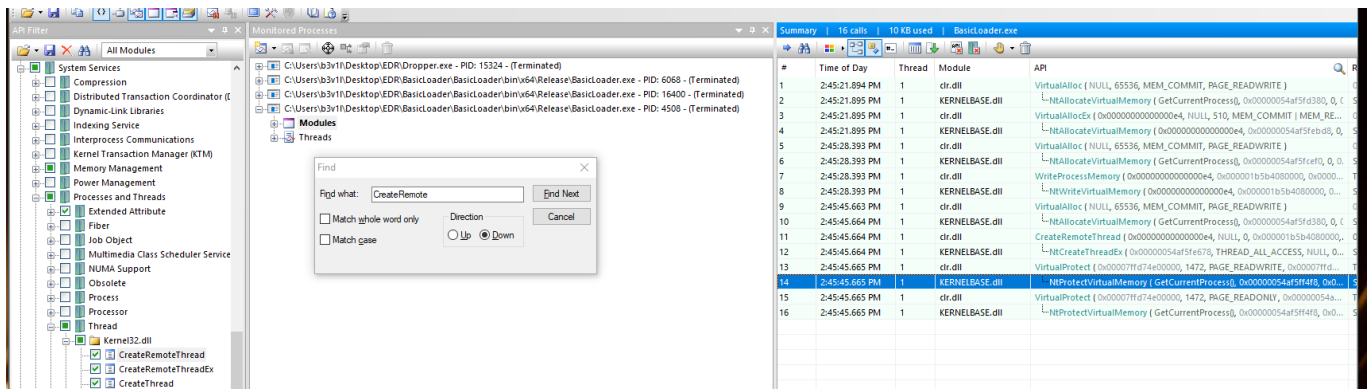 API Filter
All Modules
System Services
Compression
Distributed Transaction Coordinator (D
Dynamic-Link Libraries
Indexing Service
Interprocess Communications
Kernel Transaction Manager (KTM)
Memory Management
Power Management
Processes and Threads
Extended Attribute
Fiber
Job Object
Multimedia Class Scheduler Service
NUMA Support
Obsolete
Process
Processor
Thread
Kernel32.dll
CreateRemoteThread
CreateRemoteThreadEx
CreateThread
Monitored Processes
C:\Users\b3v1l\Desktop\EDR\Dropper.exe - PID: 15324 - (Terminated)
C:\Users\b3v1l\Desktop\EDR\BasicLoader\BasicLoader\bin\x64\Release\BasicLoader.exe - PID: 6068 - (Terminated)
C:\Users\b3v1l\Desktop\EDR\BasicLoader\BasicLoader\bin\x64\Release\BasicLoader.exe - PID: 16400 - (Terminated)
C:\Users\b3v1l\Desktop\EDR\BasicLoader\BasicLoader\bin\x64\Release\BasicLoader.exe - PID: 4508 - (Terminated)
Modules
Threads
Find
Find what: CreateRemote Find Next
Match whole word only Direction Cancel
Match case Up Down
Summary | 16 calls | 10 KB used | BasicLoader.exe
# Time of Day Thread Module API
1 2:45:21.894 PM 1 clr.dll VirtualAlloc ( NULL, 65536, MEM_COMMIT, PAGE_READWRITE )
2 2:45:21.895 PM 1 KERNELBASE.dll NtAllocateVirtualMemory ( GetCurrentProcess(), 0x00000054af5fd380, 0, (
3 2:45:21.895 PM 1 clr.dll VirtualAllocEx ( 0x00000000000000e4, NULL, 510, MEM_COMMIT | MEM_RE...
4 2:45:21.895 PM 1 KERNELBASE.dll NtAllocateVirtualMemory ( 0x00000000000000e4, 0x00000054af5febd8, 0,
5 2:45:28.393 PM 1 clr.dll VirtualAlloc ( NULL, 65536, MEM_COMMIT, PAGE_READWRITE )
6 2:45:28.393 PM 1 KERNELBASE.dll NtAllocateVirtualMemory ( GetCurrentProcess(), 0x00000054af5fcef0, 0, 0.
7 2:45:28.393 PM 1 clr.dll WriteProcessMemory ( 0x00000000000000e4, 0x000001b5b4080000, 0x0000...
8 2:45:28.393 PM 1 KERNELBASE.dll NtWriteVirtualMemory ( 0x00000000000000e4, 0x000001b5b4080000, 0...
9 2:45:45.663 PM 1 clr.dll VirtualAlloc ( NULL, 65536, MEM_COMMIT, PAGE_READWRITE )
10 2:45:45.664 PM 1 KERNELBASE.dll NtAllocateVirtualMemory ( GetCurrentProcess(), 0x00000054af5fd380, 0, (
11 2:45:45.664 PM 1 clr.dll CreateRemoteThread ( 0x00000000000000e4, NULL, 0, 0x000001b5b4080000,.
12 2:45:45.664 PM 1 KERNELBASE.dll NtCreateThreadEx ( 0x00000054af5fe678, THREAD_ALL_ACCESS, NULL, 0...
13 2:45:45.665 PM 1 clr.dll VirtualProtect ( 0x00007ffd74e00000, 1472, PAGE_READWRITE, 0x00007ffd...
14 2:45:45.665 PM 1 KERNELBASE.dll NtProtectVirtualMemory ( GetCurrentProcess(), 0x00000054af5ff4f8, 0x0...
15 2:45:45.665 PM 1 clr.dll VirtualProtect ( 0x00007ffd74e00000, 1472, PAGE_READONLY, 0x00000054a...
16 2:45:45.665 PM 1 KERNELBASE.dll NtProtectVirtualMemory ( GetCurrentProcess(), 0x00000054af5ff4f8, 0x0...